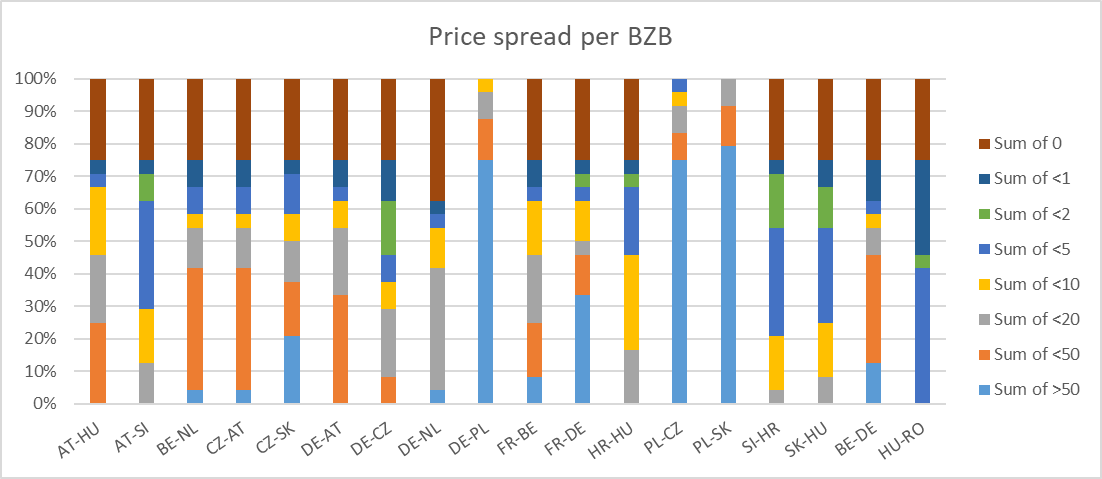 Price spread per BZB
100%
90%
80%
70%
60%
50%
40%
30%
20%
10%
0%
AT-HU
AT-SI
BE-NL
CZ-AT
CZ-SK
DE-AT
DE-CZ
DE-NL
DE-PL
FR-BE
FR-DE
HR-HU
PL-CZ
PL-SK
SI-HR
SK-HU
BE-DE
HU-RO
Sum of 0
Sum of <1
Sum of <2
Sum of <5
Sum of <10
Sum of <20
Sum of <50
Sum of >50